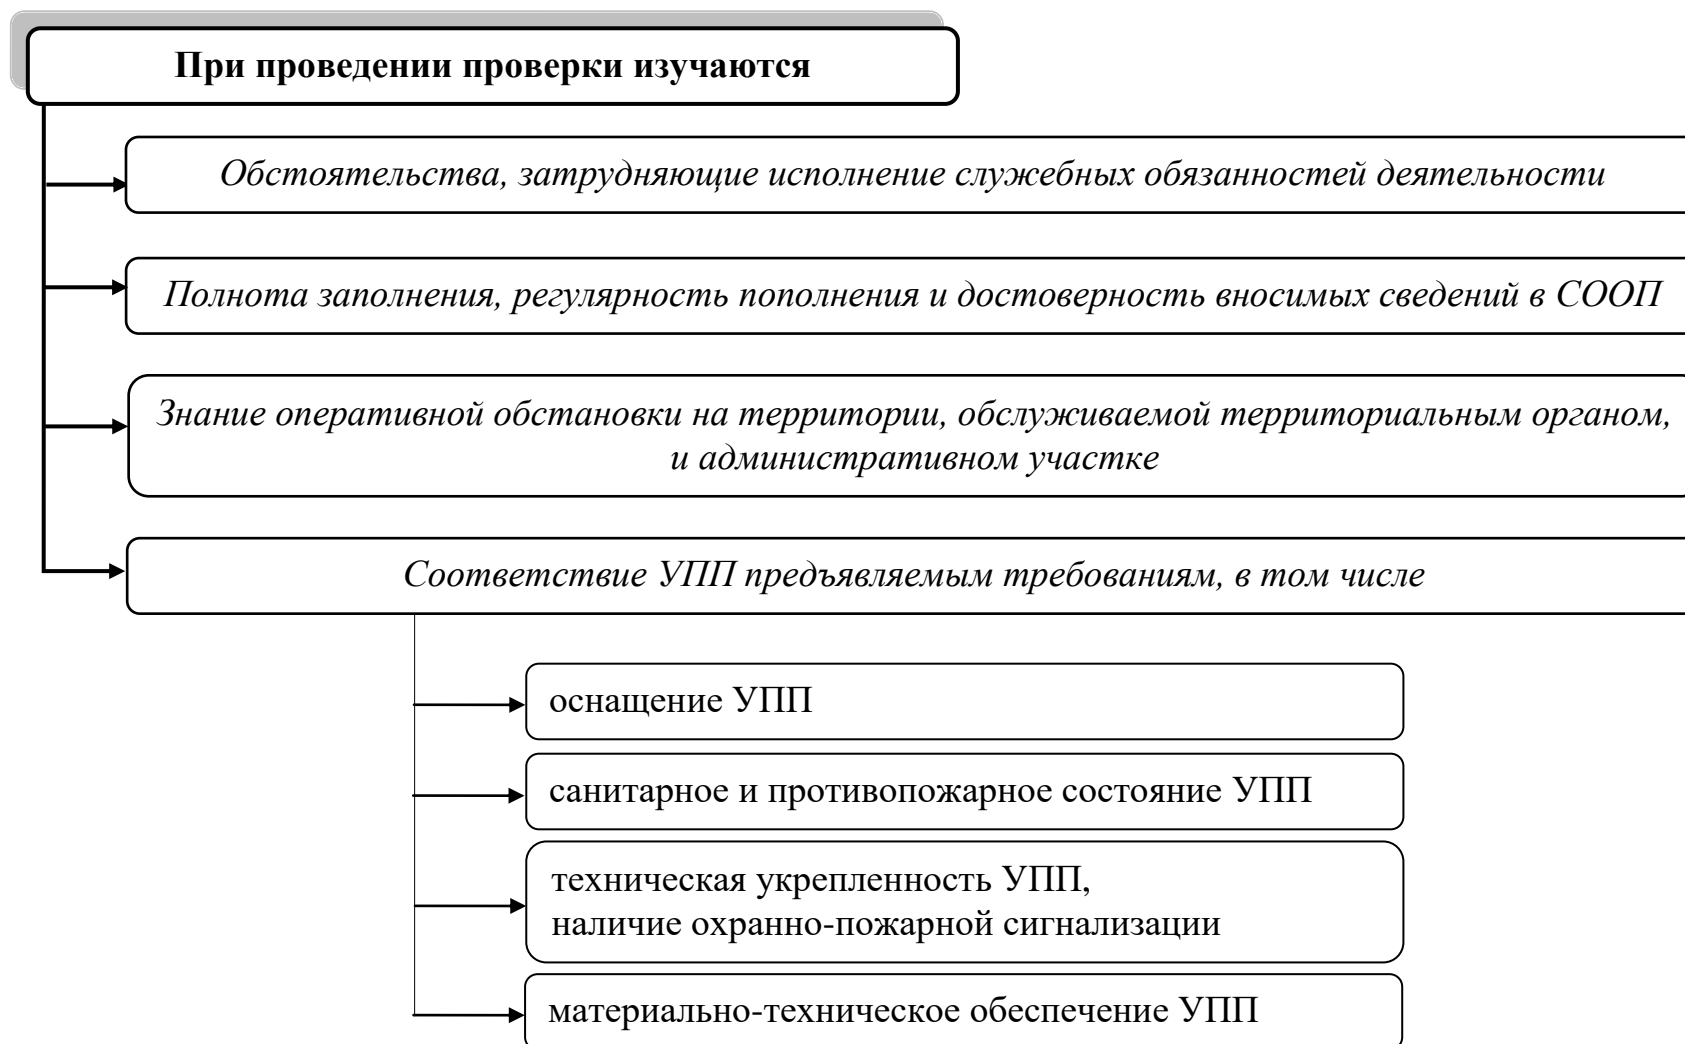 При проведении проверки изучаются
Обстоятельства, затрудняющие исполнение служебных обязанностей деятельности
Полнота заполнения, регулярность пополнения и достоверность вносимых сведений в СООП
Знание оперативной обстановки на территории, обслуживаемой территориальным органом,
и административном участке
Соответствие УПП предъявляемым требованиям, в том числе
оснащение УПП
санитарное и противопожарное состояние УПП
техническая укрепленность УПП,
наличие охранно-пожарной сигнализации
материально-техническое обеспечение УПП